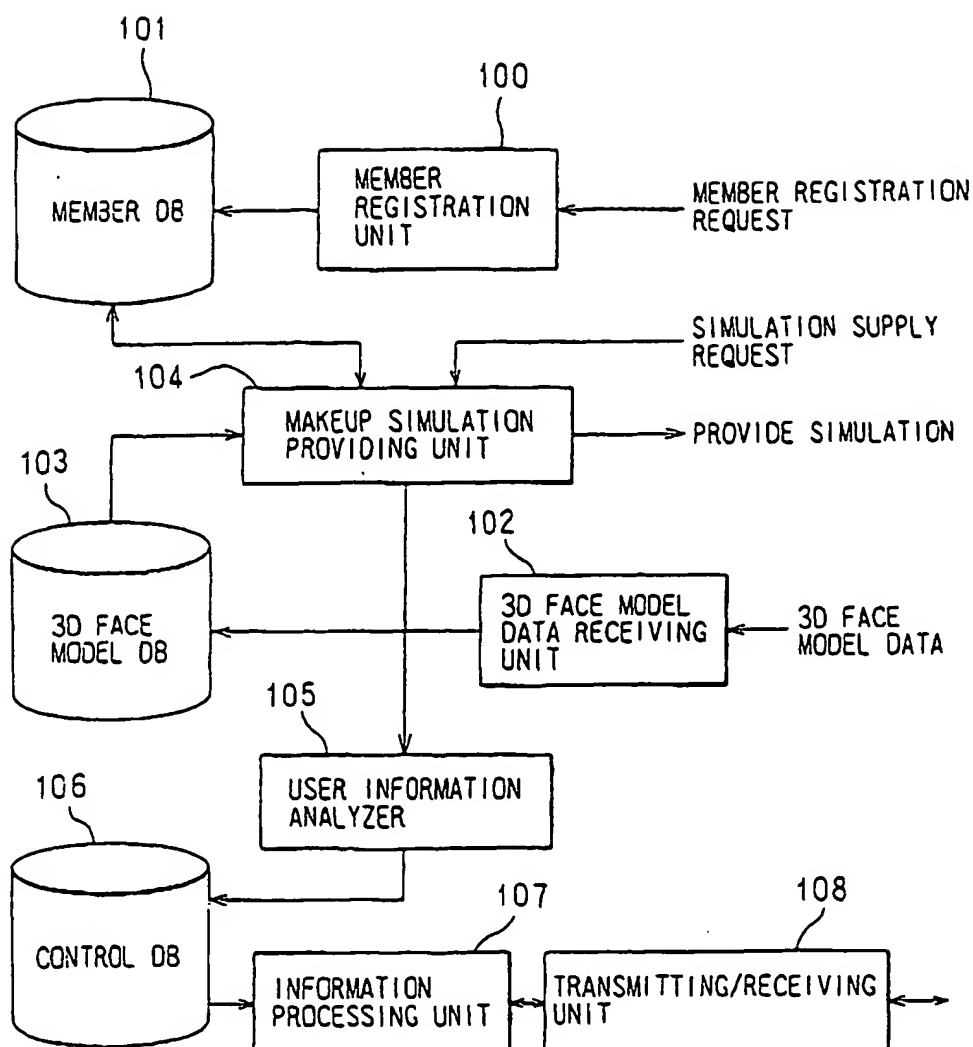 101
100
MEMBER DB
MEMBER
REGISTRATION
UNIT
MEMBER REGISTRATION
REQUEST
SIMULATION SUPPLY
REQUEST
104
MAKEUP SIMULATION
PROVIDING UNIT
PROVIDE SIMULATION
103
102
3D FACE
MODEL DB
3D FACE MODEL
DATA RECEIVING
UNIT
3D FACE
MODEL DATA
105
USER INFORMATION
ANALYZER
106
107
108
CONTROL DB
INFORMATION
PROCESSING UNIT
TRANSMITTING/RECEIVING
UNIT